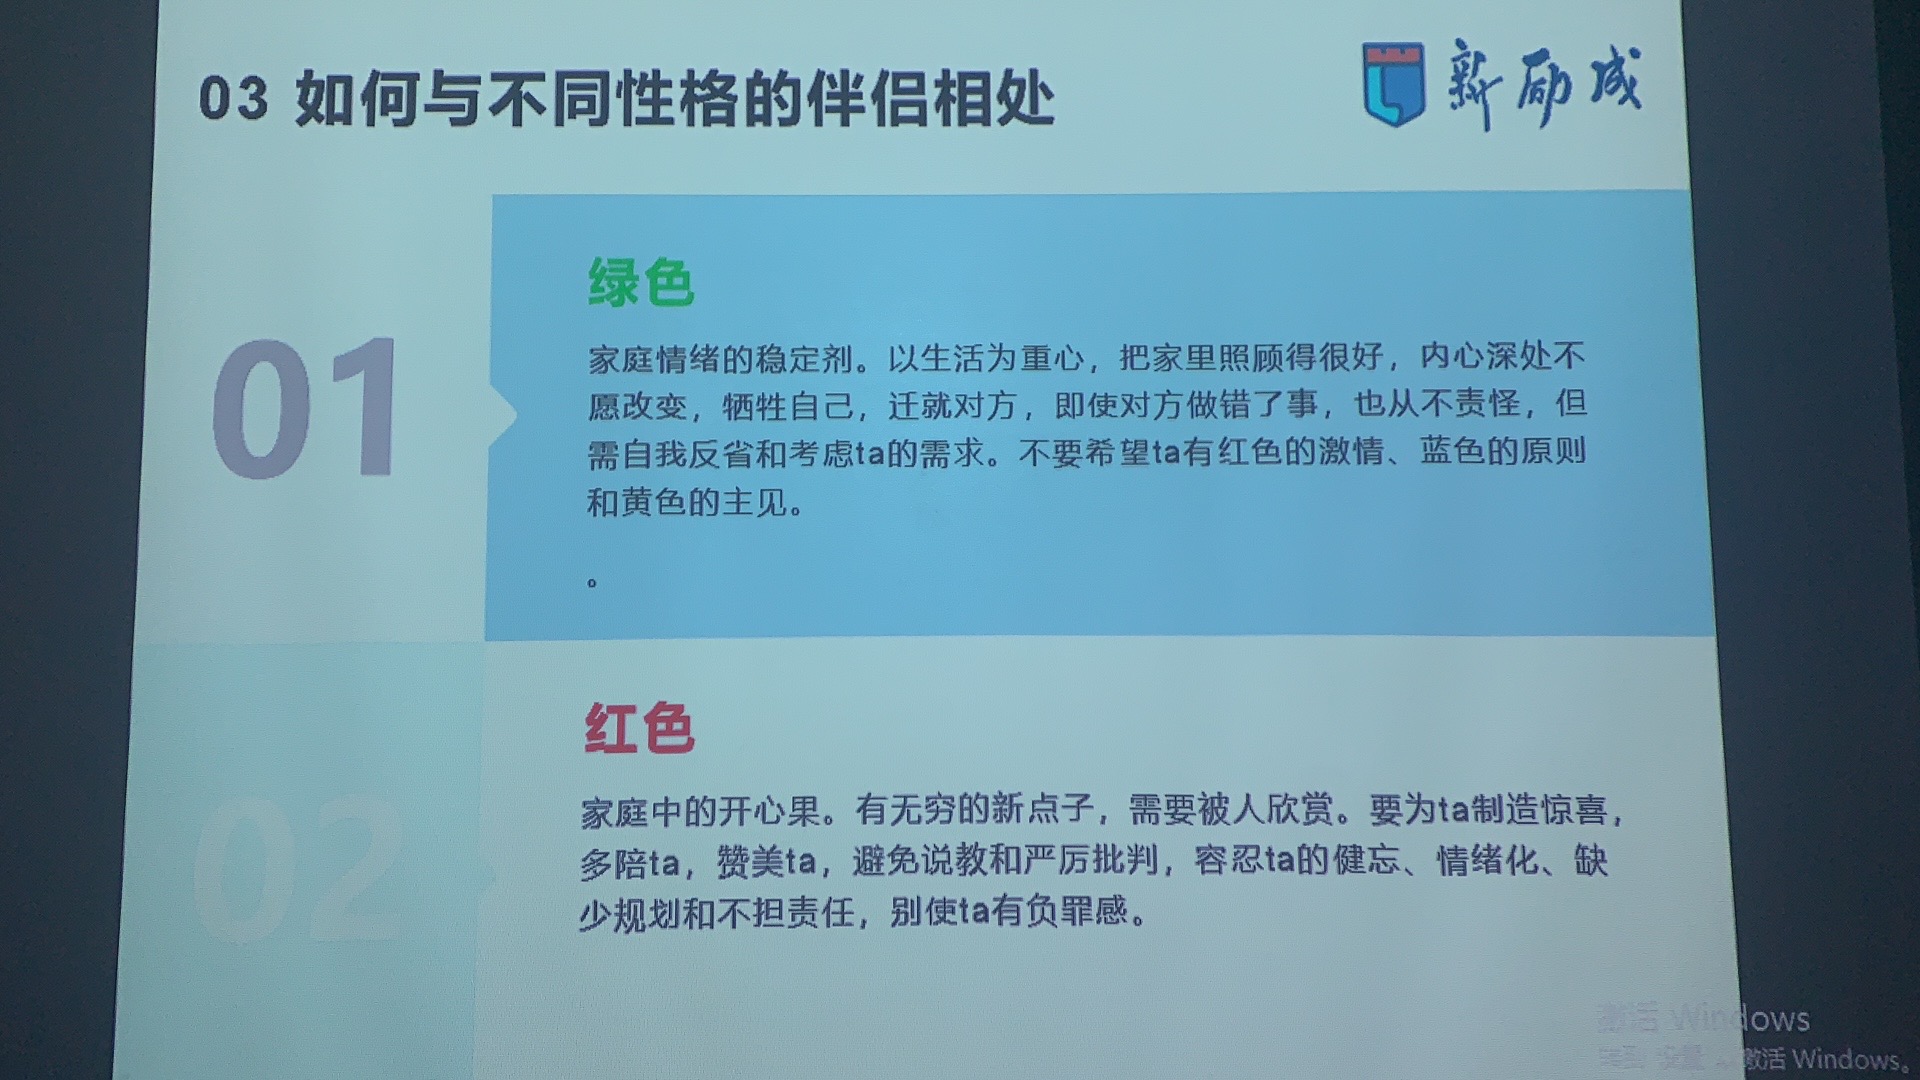 03 如何与不同性格的伴侣相处
新励成
01
绿色
家庭情绪的稳定剂。以生活为重心，把家里照顾得很好，内心深处不
愿改变，牺牲自己，迁就对方，即使对方做错了事，也从不责怪，但
需自我反省和考虑ta的需求。不要希望ta有红色的激情、蓝色的原则
和黄色的主见。
。
02
红色
家庭中的开心果。有无穷的新点子，需要被人欣赏。要为ta制造惊喜，
多陪ta，赞美ta，避免说教和严厉批判，容忍ta的健忘、情绪化、缺
少规划和不担责任，别使ta有负罪感。
激活 Windows
激活 Windows。